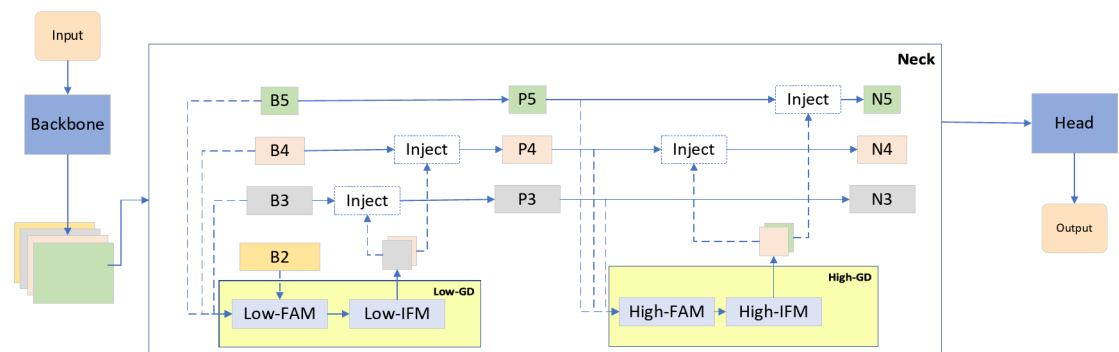 Input
Neck
B5
P5
Inject
N5
Backbone
Head
B4
Inject
P4
Inject
N4
B3
Inject
P3
N3
Output
B2
High-GD
Low-GD
Low-FAM
Low-IFM
High-FAM
High-IFM